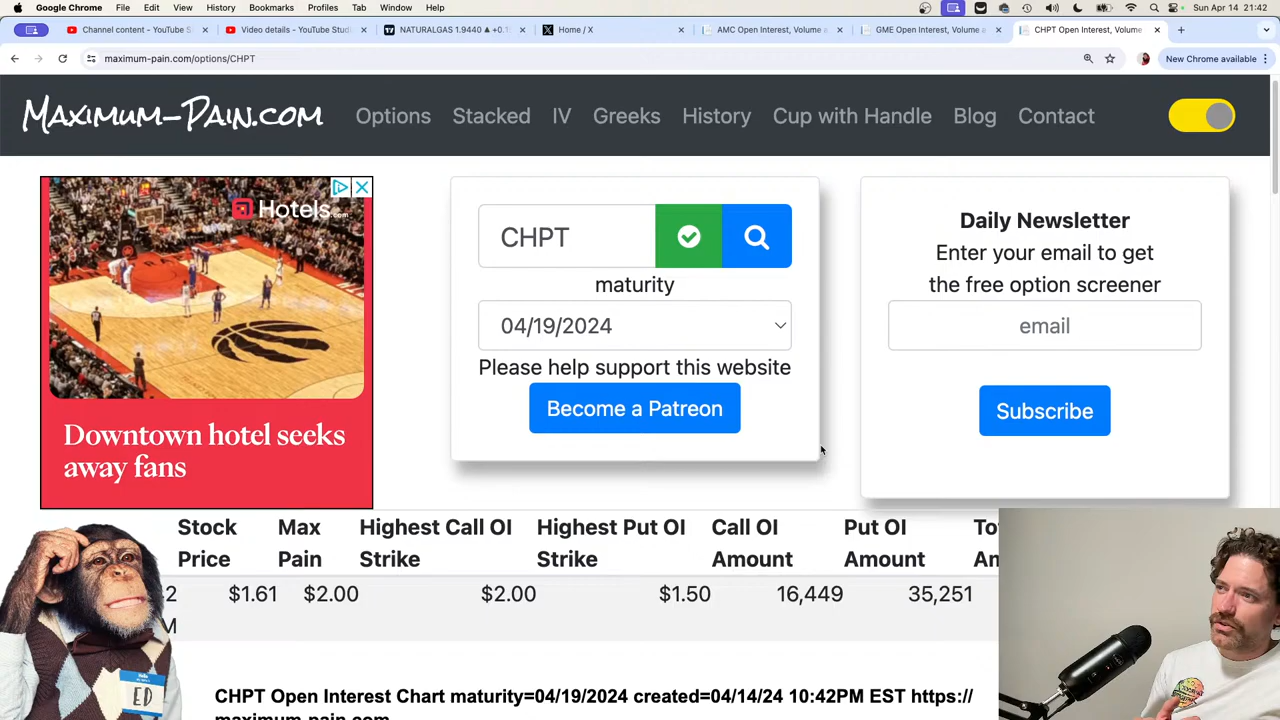 Google Chrome File Edit View History Bookmarks Profiles Tab Window Help Sun Apr 14 21:42
Channel content - YouTube S
Video details - YouTube Stud
NATURALGAS 1.9440
Home / X
AMC Open Interest, Volume a
GME Open Interest, Volume a
CHPT Open Interest, Volume
maximum-pain.com/options/CHPT
New Chrome available
Maximum-Pain.com
Options Stacked IV Greeks History Cup with Handle Blog Contact
Hotels.com
Downtown hotel seeks
away fans
CHPT
maturity
04/19/2024
Please help support this website
Become a Patreon
Daily Newsletter
Enter your email to get
the free option screener
email
Subscribe
Stock Max Highest Call OI Highest Put OI Call OI Put OI
Price Pain Strike Strike Amount Amount
$1.61 $2.00 $2.00 $1.50 16,449 35,251
ED
CHPT Open Interest Chart maturity=04/19/2024 created=04/14/24 10:42PM EST https://
maximum-pain.com